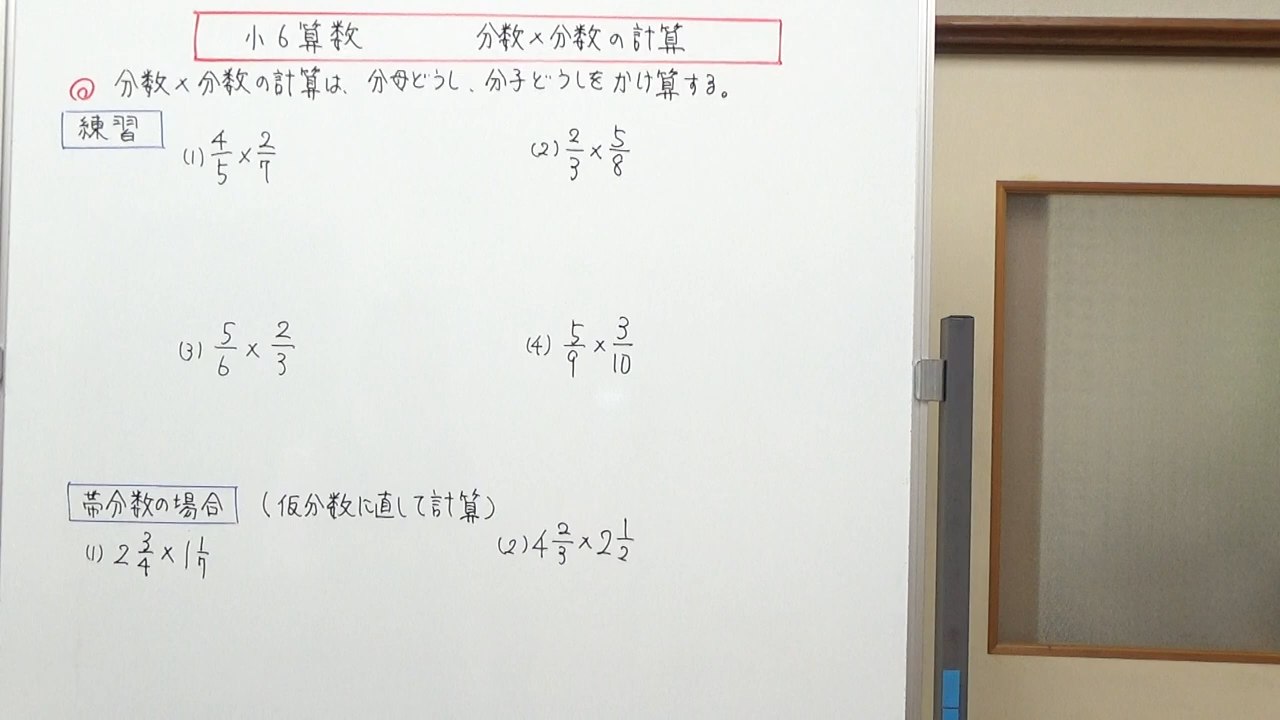 小6算数 分数×分数の計算
◎ 分数×分数の計算は、分母どうし、分子どうしをかけ算する。
練習
(1) 4/5 × 2/7 (2) 2/3 × 5/8
(3) 5/6 × 2/3 (4) 5/9 × 3/10
帯分数の場合 (仮分数に直して計算)
(1) 2 3/4 × 1 1/7 (2) 4 2/3 × 2 1/2